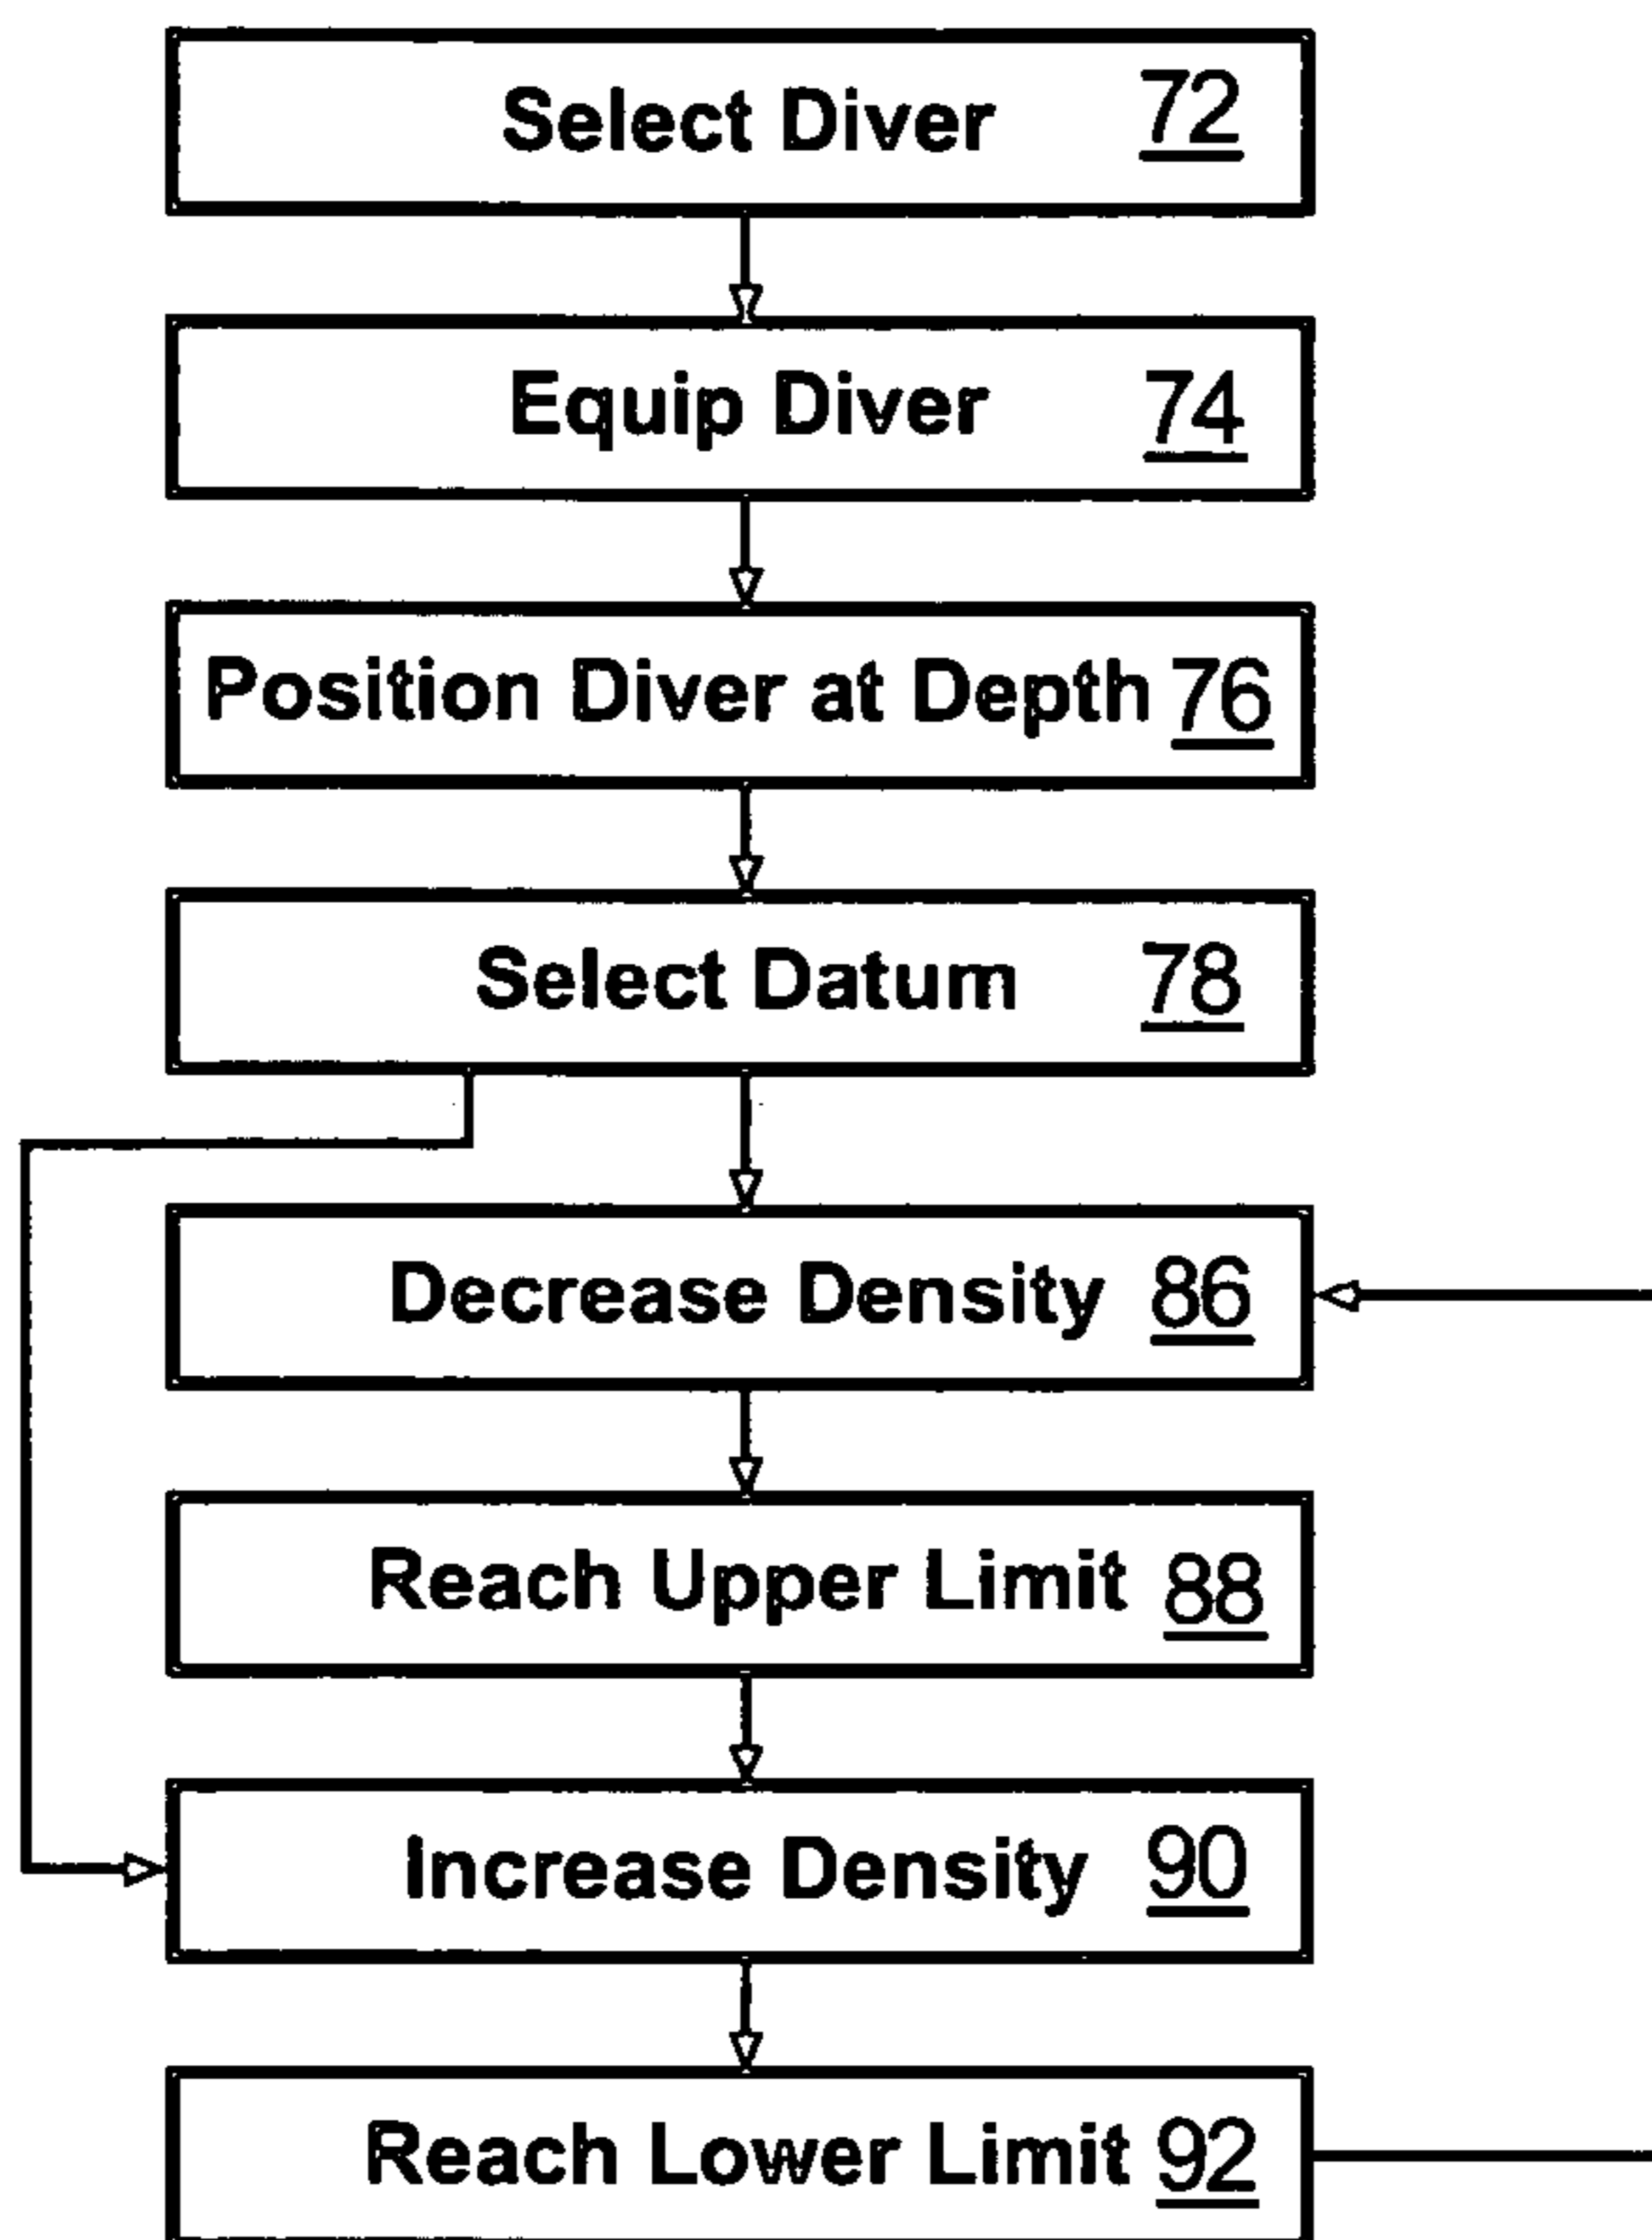 Select Diver 72
Equip Diver 74
Position Diver at Depth 76
Select Datum 78
Decrease Density 86
Reach Upper Limit 88
Increase Density 90
Reach Lower Limit 92